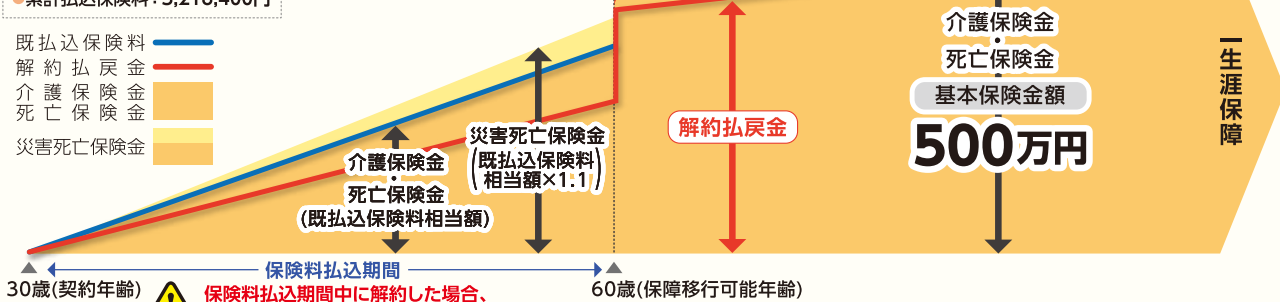 既払込保険料
解約払戻金
介護保険金
死亡保険金
災害死亡保険金
介護保険金
・
死亡保険金
(既払込保険料相当額)
災害死亡保険金
(既払込保険料
相当額×1.1)
解約払戻金
介護保険金
・
死亡保険金
基本保険金額
500万円
一生涯保障
保険料払込期間
30歳(契約年齢)
60歳(保障移行可能年齢)
保険料払込期間中に解約した場合、